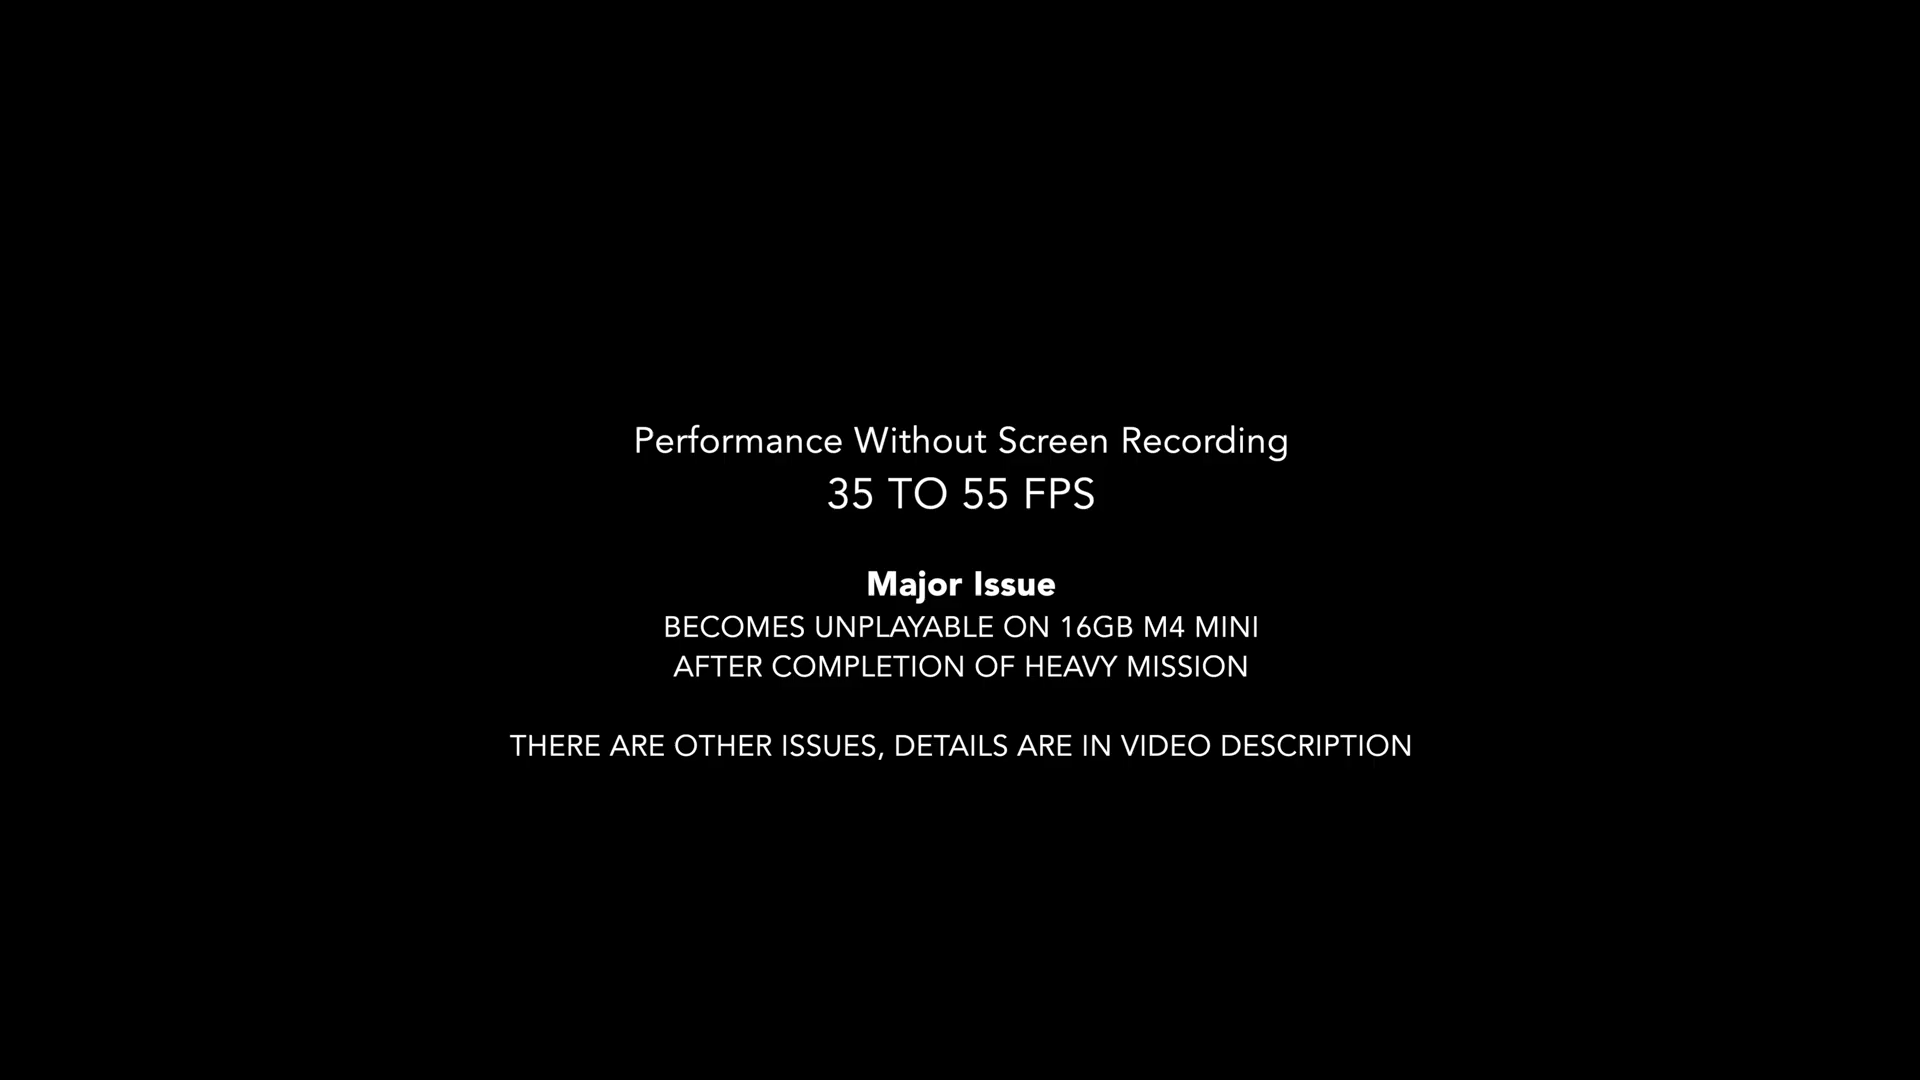 Performance Without Screen Recording
35 TO 55 FPS
Major Issue
BECOMES UNPLAYABLE ON 16GB M4 MINI
AFTER COMPLETION OF HEAVY MISSION
THERE ARE OTHER ISSUES, DETAILS ARE IN VIDEO DESCRIPTION